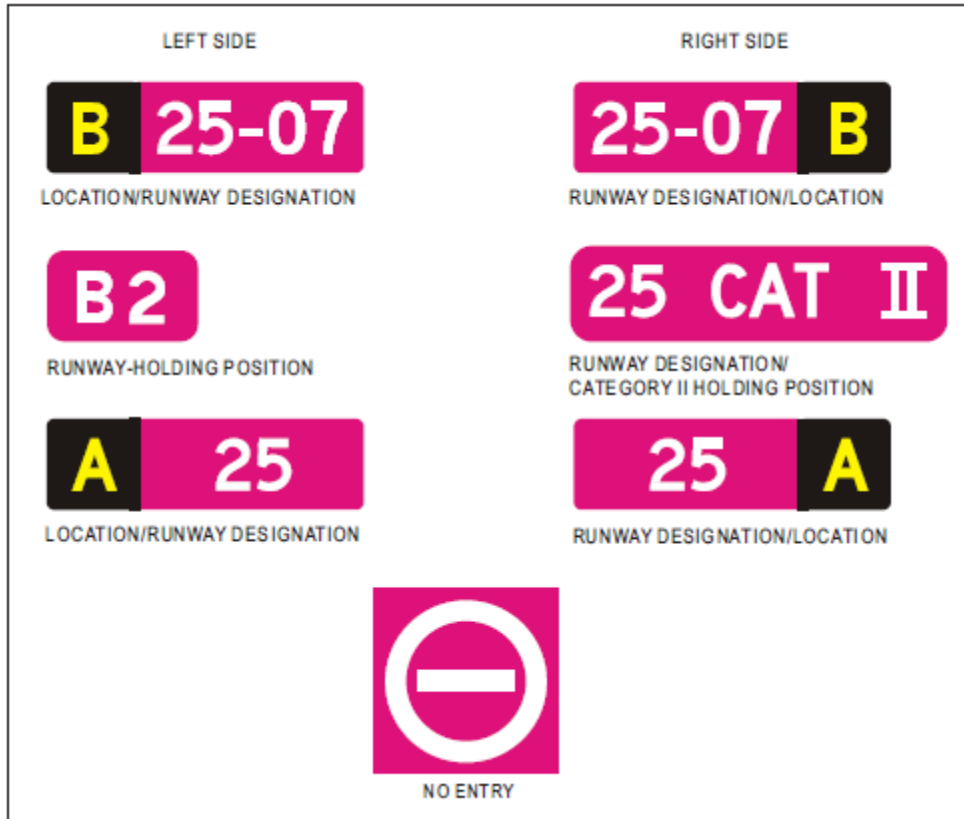 LEFT SIDE
RIGHT SIDE
B 25-07
25-07 B
LOCATION/RUNWAY DESIGNATION
RUNWAY DESIGNATION/LOCATION
B2
25 CAT II
RUNWAY-HOLDING POSITION
RUNWAY DESIGNATION/
CATEGORY II HOLDING POSITION
A 25
25 A
LOCATION/RUNWAY DESIGNATION
RUNWAY DESIGNATION/LOCATION
NO ENTRY